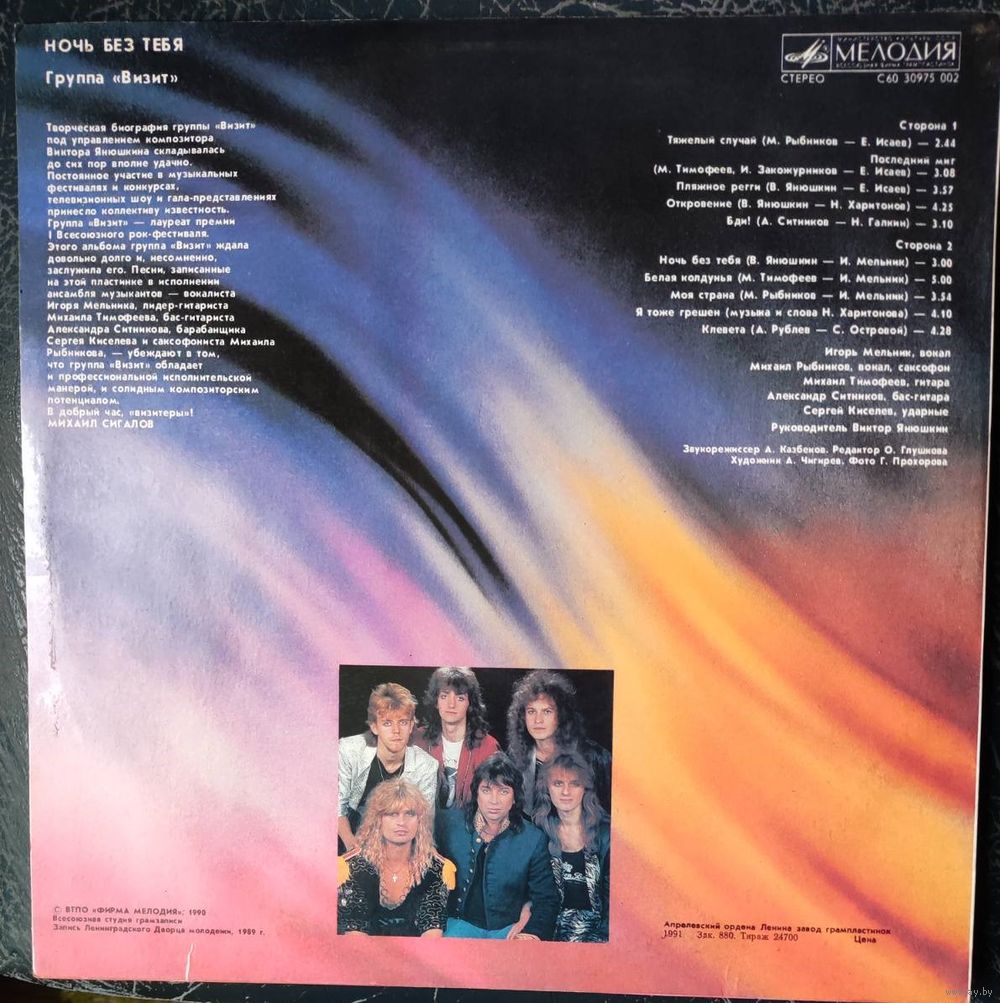 НОЧЬ БЕЗ ТЕБЯ
Группа «Визит»
Творческая биография группы «Визит»
под управлением композитора
Виктора Янюшкина складывалась
до сих пор вполне удачно.
Постоянное участие в музыкальных
фестивалях и конкурсах,
телевизионных шоу и гала-представлениях
принесло коллективу известность.
Группа «Визит» — лауреат премии
I Всесоюзного рок-фестиваля.
Этого альбома группа «Визит» ждала
довольно долго и, несомненно,
заслужила его. Песни, записанные
на этой пластинке в исполнении
ансамбля музыкантов — вокалиста
Игоря Мельника, лидер-гитариста
Михаила Тимофеева, бас-гитариста
Александра Ситникова, барабанщика
Сергея Киселева и саксофониста Михаила
Рыбникова, — убеждают в том,
что группа «Визит» обладает
и профессиональной исполнительской
манерой, и солидным композиторским
потенциалом.
В добрый час, «визитеры»!
МИХАИЛ СИГАЛОВ
МИНИСТЕРСТВО КУЛЬТУРЫ СССР
МЕЛОДИЯ
ВСЕСОЮЗНАЯ ФИРМА ГРАМПЛАСТИНОК
СТЕРЕО С60 30975 002
Сторона 1
Тяжелый случай (М. Рыбников — Е. Исаев) — 2.44
Последний миг
(М. Тимофеев, И. Закожурников — Е. Исаев) — 3.08
Пляжное регги (В. Янюшкин — Е. Исаев) — 3.57
Откровение (В. Янюшкин — Н. Харитонов) — 4.25
Бди! (А. Ситников — Н. Галкин) — 3.10
Сторона 2
Ночь без тебя (В. Янюшкин — И. Мельник) — 3.00
Белая колдунья (М. Тимофеев — И. Мельник) — 5.00
Моя страна (М. Рыбников — И. Мельник) — 3.54
Я тоже грешен (музыка и слова Н. Харитонова) — 4.10
Клевета (А. Рублев — С. Островой) — 4.28
Игорь Мельник, вокал
Михаил Рыбников, вокал, саксофон
Михаил Тимофеев, гитара
Александр Ситников, бас-гитара
Сергей Киселев, ударные
Руководитель Виктор Янюшкин
Звукорежиссер А. Казбеков. Редактор О. Глушкова
Художник А. Чигирев, Фото Г. Прохорова
© ВТПО «ФИРМА МЕЛОДИЯ»; 1990
Всесоюзная студия грамзаписи
Запись Ленинградского Дворца молодежи, 1989 г.
Апрелевский ордена Ленина завод грампластинок
1991 Зак. 880. Тираж 24700 Цена
www.ay.by